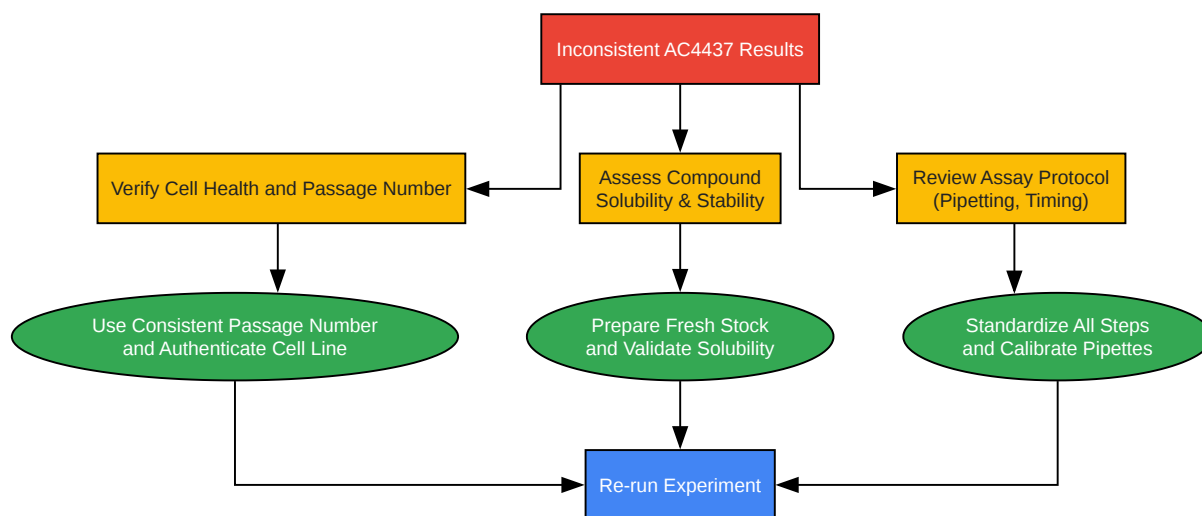 Inconsistent AC4437 Results
Verify Cell Health and Passage Number
Assess Compound
Solubility & Stability
Review Assay Protocol
(Pipetting, Timing)
Use Consistent Passage Number
and Authenticate Cell Line
Prepare Fresh Stock
and Validate Solubility
Standardize All Steps
and Calibrate Pipettes
Re-run Experiment